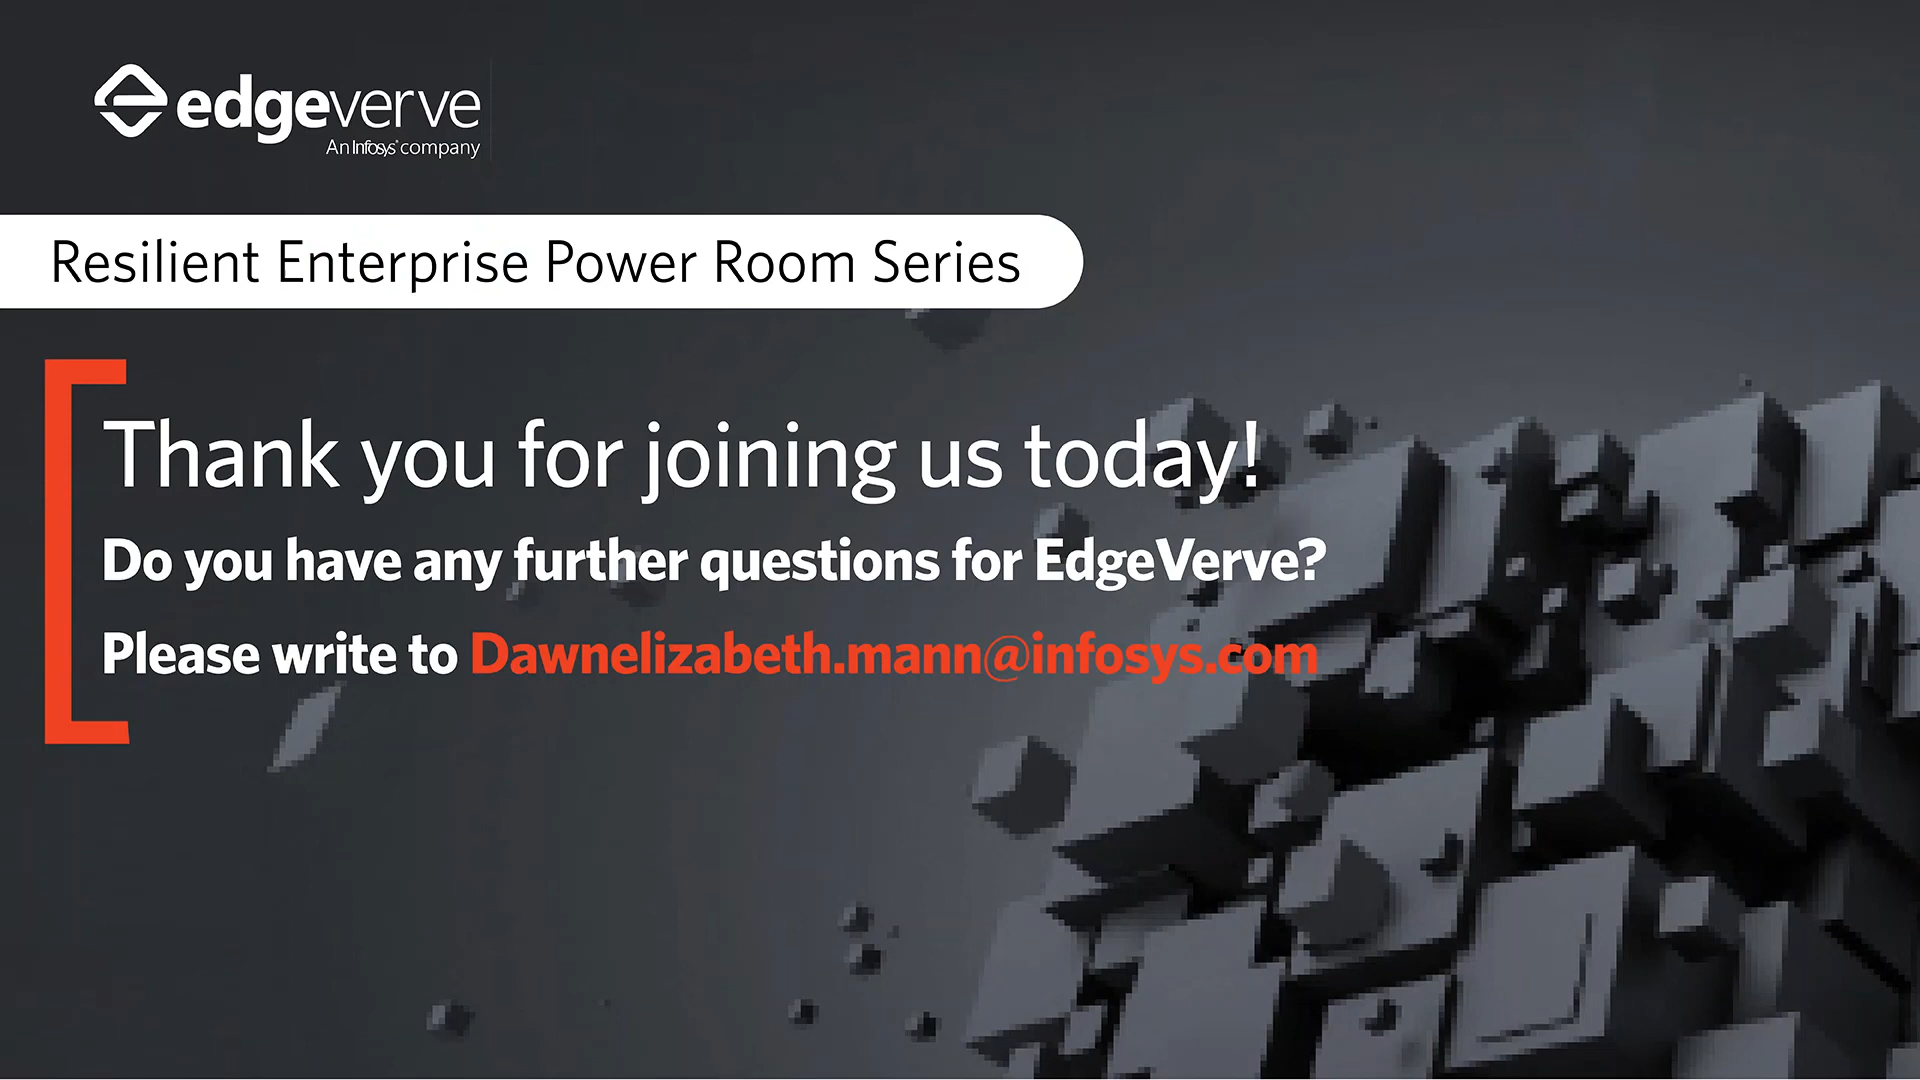 edgeverve
An Infosys® company
Resilient Enterprise Power Room Series
Thank you for joining us today!
Do you have any further questions for EdgeVerve?
Please write to Dawnelizabeth.mann@infosys.com